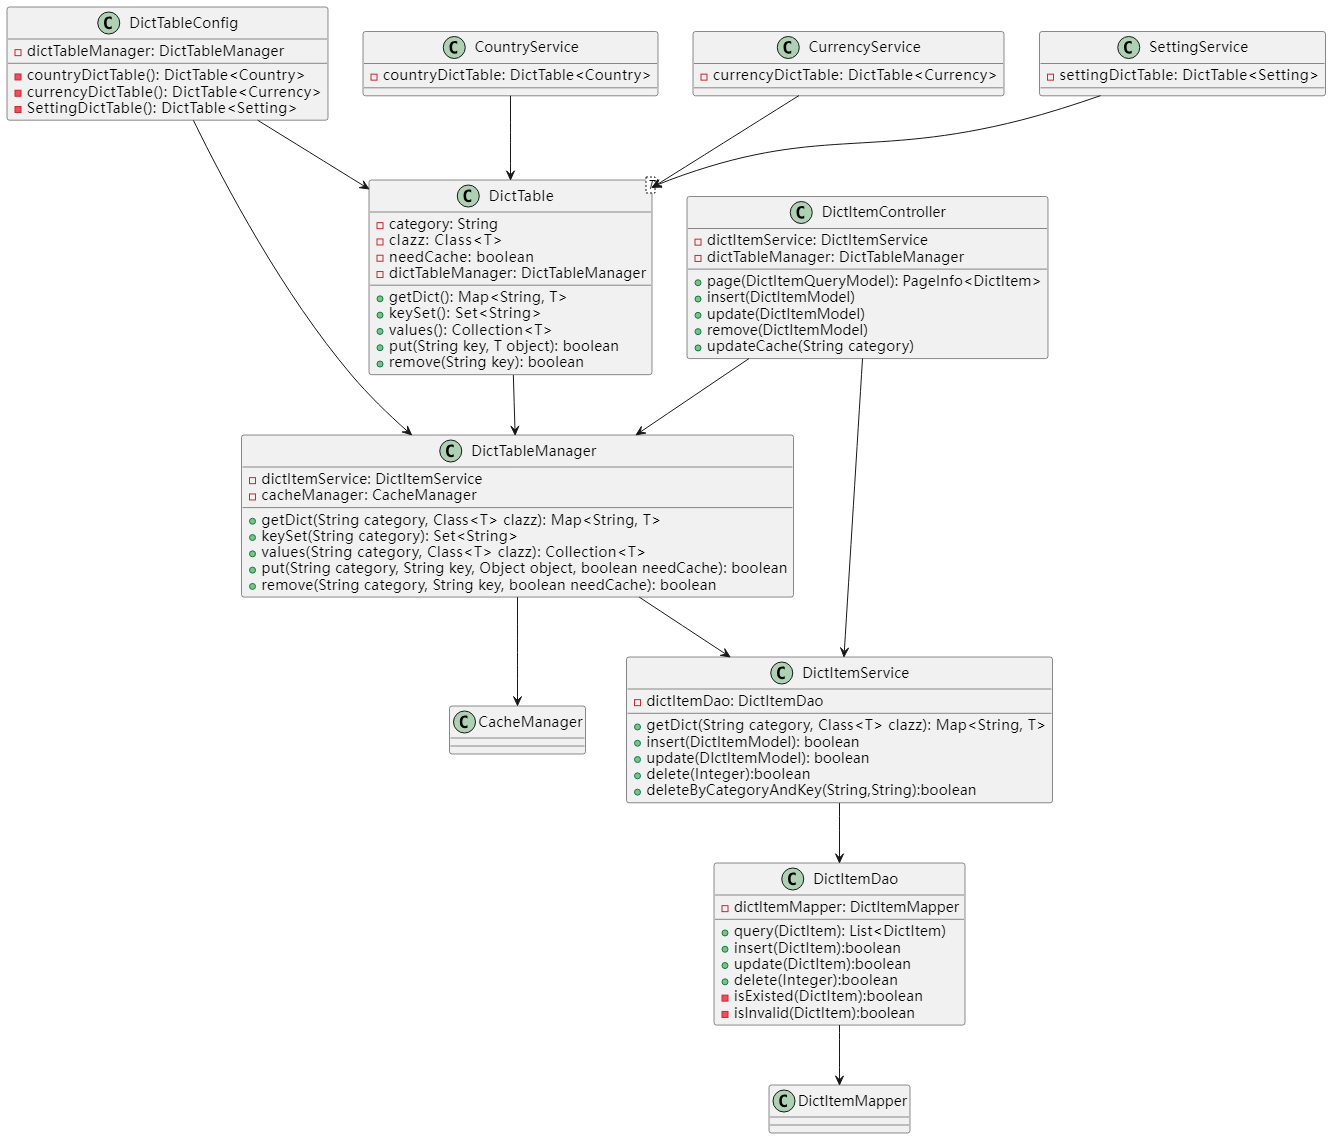 DictTableConfig
dictTableManager: DictTableManager
countryDictTable(): DictTable<Country>
currencyDictTable(): DictTable<Currency>
SettingDictTable(): DictTable<Setting>
CountryService
countryDictTable: DictTable<Country>
CurrencyService
currencyDictTable: DictTable<Currency>
SettingService
settingDictTable: DictTable<Setting>
DictTable
T
category: String
clazz: Class<T>
needCache: boolean
dictTableManager: DictTableManager
getDict(): Map<String, T>
keySet(): Set<String>
values(): Collection<T>
put(String key, T object): boolean
remove(String key): boolean
DictItemController
dictItemService: DictItemService
dictTableManager: DictTableManager
page(DictItemQueryModel): PageInfo<DictItem>
insert(DictItemModel)
update(DictItemModel)
remove(DictItemModel)
updateCache(String category)
DictTableManager
dictItemService: DictItemService
cacheManager: CacheManager
getDict(String category, Class<T> clazz): Map<String, T>
keySet(String category): Set<String>
values(String category, Class<T> clazz): Collection<T>
put(String category, String key, Object object, boolean needCache): boolean
remove(String category, String key, boolean needCache): boolean
CacheManager
DictItemService
dictItemDao: DictItemDao
getDict(String category, Class<T> clazz): Map<String, T>
insert(DictItemModel): boolean
update(DIctItemModel): boolean
delete(Integer):boolean
deleteByCategoryAndKey(String,String):boolean
DictItemDao
dictItemMapper: DictItemMapper
query(DictItem): List<DictItem)
insert(DictItem):boolean
update(DictItem):boolean
delete(Integer):boolean
isExisted(DictItem):boolean
isInvalid(DictItem):boolean
DictItemMapper
C
C
C
C
C
C
C
C
C
C
C